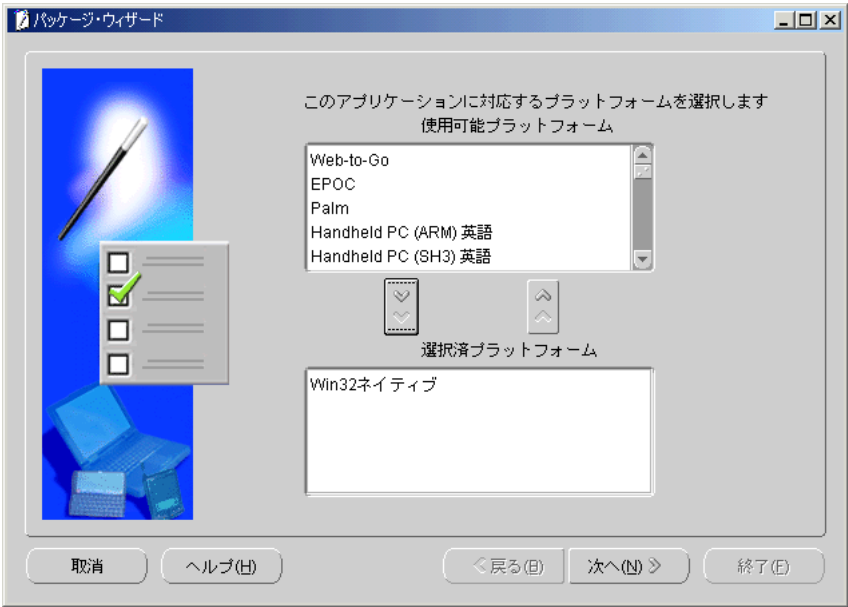 パッケージ・ウィザード
このアプリケーションに対応するプラットフォームを選択します
使用可能プラットフォーム
Web-to-Go
EPOC
Palm
Handheld PC (ARM) 英語
Handheld PC (SH3) 英語
選択済プラットフォーム
Win32ネイティブ
取消
ヘルプ(H)
戻る(B)
次へ(N)
終了(F)